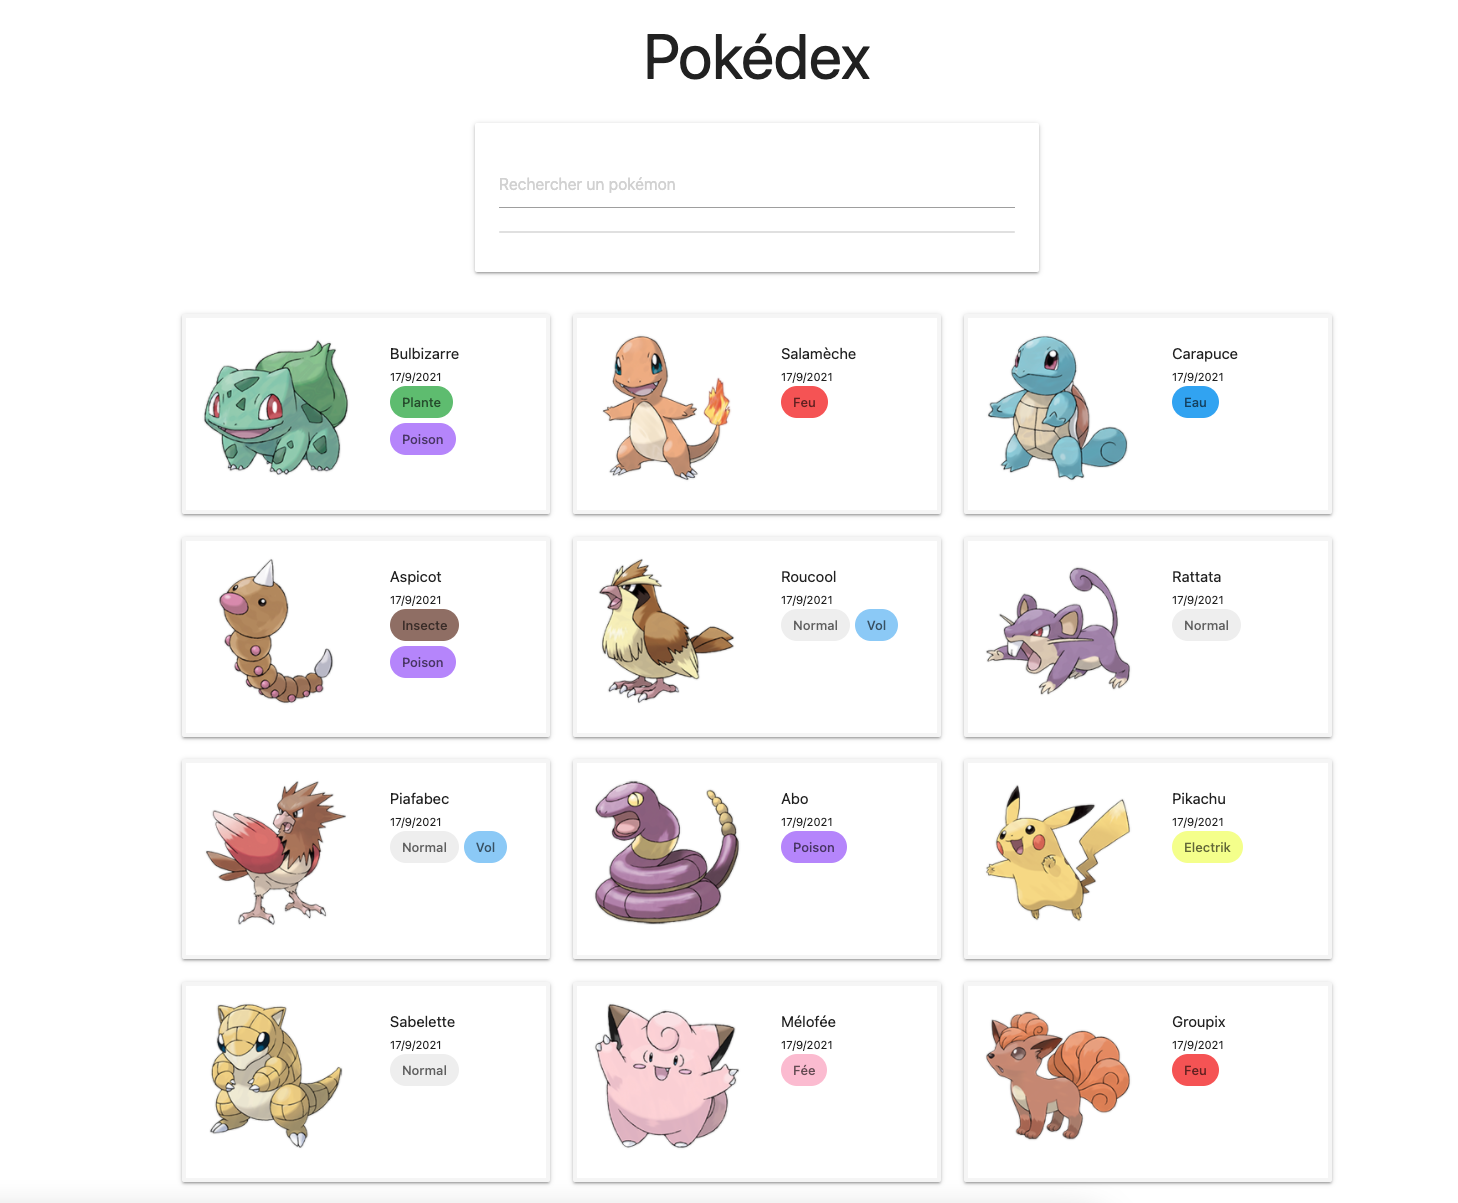 Pokédex
Rechercher un pokémon
Bulbizarre
17/9/2021
Plante
Poison
Salamèche
17/9/2021
Feu
Carapuce
17/9/2021
Eau
Aspicot
17/9/2021
Insecte
Poison
Roucool
17/9/2021
Normal Vol
Rattata
17/9/2021
Normal
Piafabec
17/9/2021
Normal Vol
Abo
17/9/2021
Poison
Pikachu
17/9/2021
Electrik
Sabelette
17/9/2021
Normal
Mélofée
17/9/2021
Fée
Groupix
17/9/2021
Feu